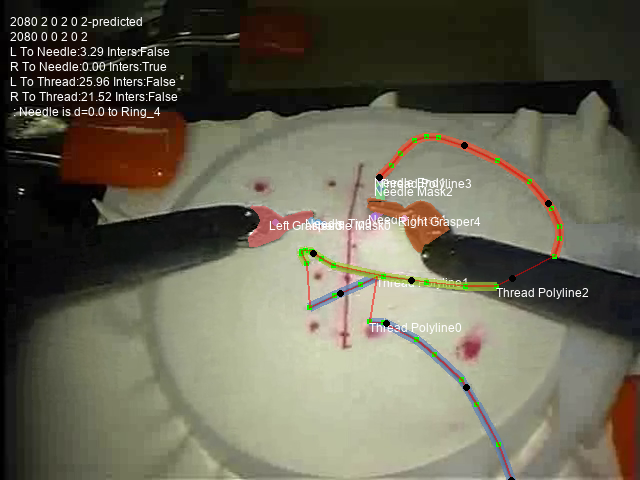 2080 2 0 2 0 2-predicted
2080 0 0 2 0 2
L To Needle:3.29 Inters:False
R To Needle:0.00 Inters:True
L To Thread:25.96 Inters:False
R To Thread:21.52 Inters:False
: Needle is d=0.0 to Ring_4
Polyline3
Needle Mask2
Left Grasper
Mask0
Right Grasper4
Thread Polyline1
Thread Polyline2
Thread Polyline0